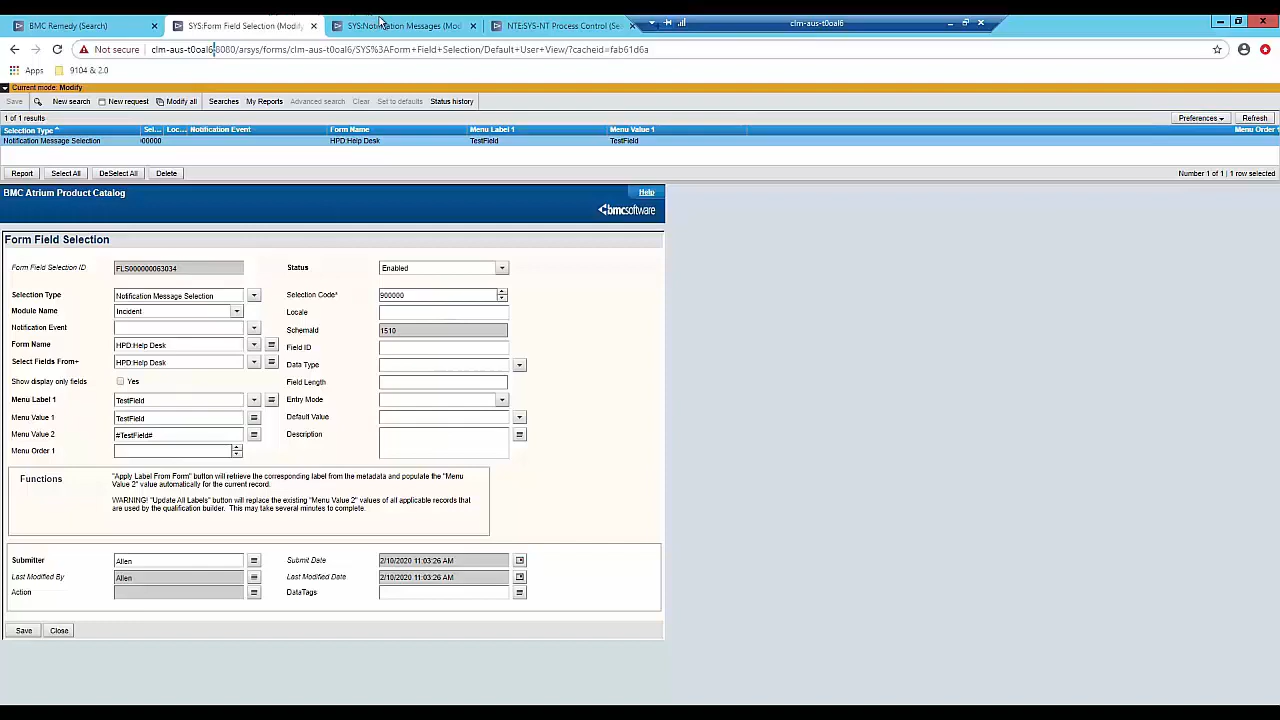 BMC Remedy (Search)
SYS:Form Field Selection (Modify
SYS:Notification Messages (Mod
NTE:SYS-NT Process Control (Se
clm-aus-t0oal6
Not secure
clm-aus-t0oal6:8080/arsys/forms/clm-aus-t0oal6/SYS%3AForm+Field+Selection/Default+User+View/?cacheid=fab61d6a
Apps
9104 & 2.0
Current mode: Modify
Save
New search
New request
Modify all
Searches
My Reports
Advanced search
Clear
Set to defaults
Status history
1 of 1 results
Preferences
Refresh
Selection Type
Sel...
Loc...
Notification Event
Form Name
Menu Label 1
Menu Value 1
Menu Order 1
Notification Message Selection
HPD:Help Desk
TestField
TestField
Report
Select All
DeSelect All
Delete
Number 1 of 1 | 1 row selected
BMC Atrium Product Catalog
Help
bmcsoftware
Form Field Selection
Form Field Selection ID
FLS000000063034
Status
Enabled
Selection Type
Notification Message Selection
Selection Code*
900000
Module Name
Incident
Locale
Notification Event
SchemaId
1510
Form Name
HPD:Help Desk
Field ID
Select Fields From+
HPD:Help Desk
Data Type
Show display only fields
Yes
Field Length
Menu Label 1
TestField
Entry Mode
Menu Value 1
TestField
Default Value
Menu Value 2
#TestField#
Description
Menu Order 1
Functions
"Apply Label From Form" button will retrieve the corresponding label from the metadata and populate the "Menu
Value 2" value automatically for the current record.
WARNING! "Update All Labels" button will replace the existing "Menu Value 2" values of all applicable records that
are used by the qualification builder. This may take several minutes to complete.
Submitter
Allen
Submit Date
2/10/2020 11:03:26 AM
Last Modified By
Allen
Last Modified Date
2/10/2020 11:03:26 AM
Action
DataTags
Save
Close